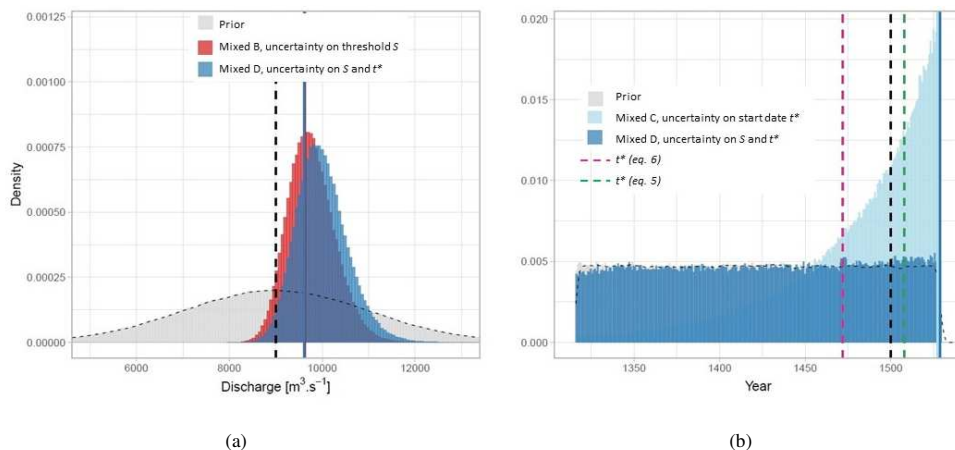 0.00125
0.00100
0.00075
0.00050
0.00025
0.00000
Density
Prior
Mixed B, uncertainty on threshold S
Mixed D, uncertainty on S and t*
6000 8000 10000 12000
Discharge [m³.s⁻¹]
(a)
0.020
0.015
0.010
0.005
0.000
Prior
Mixed C, uncertainty on start date t*
Mixed D, uncertainty on S and t*
t* (eq. 6)
t* (eq. 5)
1350 1400 1450 1500
Year
(b)